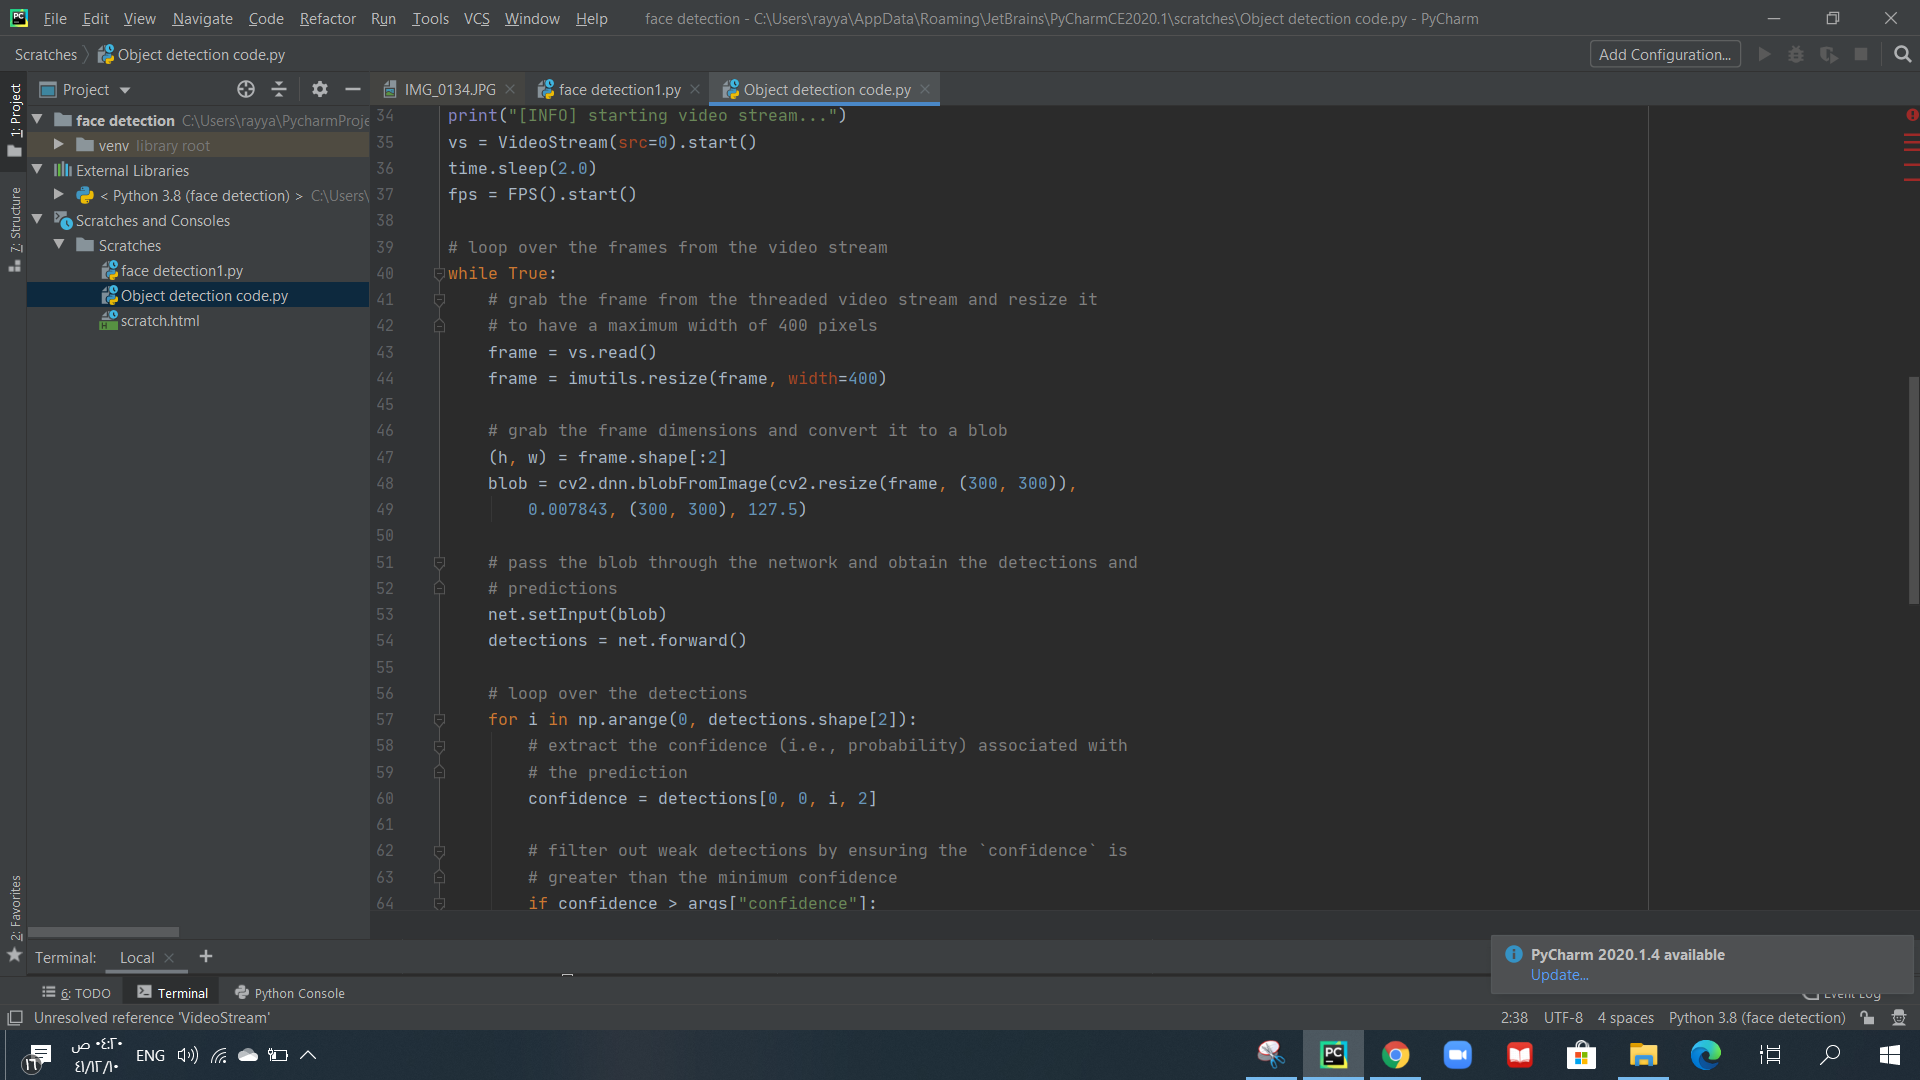 File Edit View Navigate Code Refactor Run Tools VCS Window Help face detection - C:\Users\rayya\AppData\Roaming\JetBrains\PyCharmCE2020.1\scratches\Object detection code.py - PyCharm
Scratches Object detection code.py Add Configuration...
Project IMG_0134.JPG face detection1.py Object detection code.py
1: Project
7: Structure
2: Favorites
face detection C:\Users\rayya\PycharmProje
venv library root
External Libraries
< Python 3.8 (face detection) > C:\Users\
Scratches and Consoles
Scratches
face detection1.py
Object detection code.py
scratch.html
34 print("[INFO] starting video stream...")
35 vs = VideoStream(src=0).start()
36 time.sleep(2.0)
37 fps = FPS().start()
38
39 # loop over the frames from the video stream
40 while True:
41 # grab the frame from the threaded video stream and resize it
42 # to have a maximum width of 400 pixels
43 frame = vs.read()
44 frame = imutils.resize(frame, width=400)
45
46 # grab the frame dimensions and convert it to a blob
47 (h, w) = frame.shape[:2]
48 blob = cv2.dnn.blobFromImage(cv2.resize(frame, (300, 300)),
49 0.007843, (300, 300), 127.5)
50
51 # pass the blob through the network and obtain the detections and
52 # predictions
53 net.setInput(blob)
54 detections = net.forward()
55
56 # loop over the detections
57 for i in np.arange(0, detections.shape[2]):
58 # extract the confidence (i.e., probability) associated with
59 # the prediction
60 confidence = detections[0, 0, i, 2]
61
62 # filter out weak detections by ensuring the `confidence` is
63 # greater than the minimum confidence
64 if confidence > args["confidence"]:
Terminal: Local +
PyCharm 2020.1.4 available
Update...
6: TODO Terminal Python Console Event Log
Unresolved reference 'VideoStream' 2:38 UTF-8 4 spaces Python 3.8 (face detection)
٠٤:٢٠ ص ENG
٤١/١٢/١٠
١٦